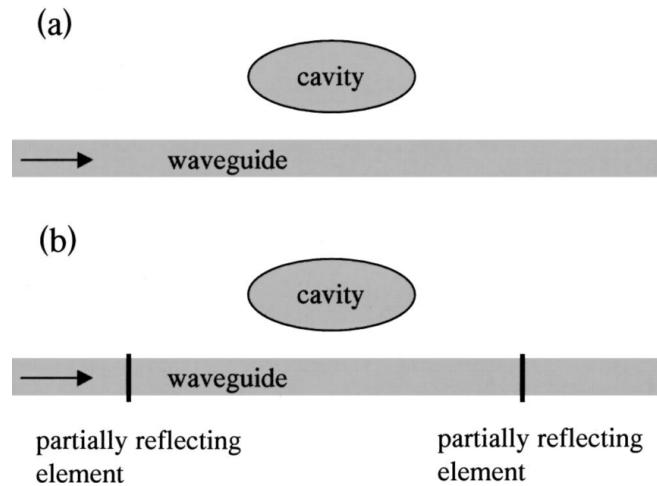 (a)
cavity
waveguide
(b)
cavity
waveguide
partially reflecting
element
partially reflecting
element